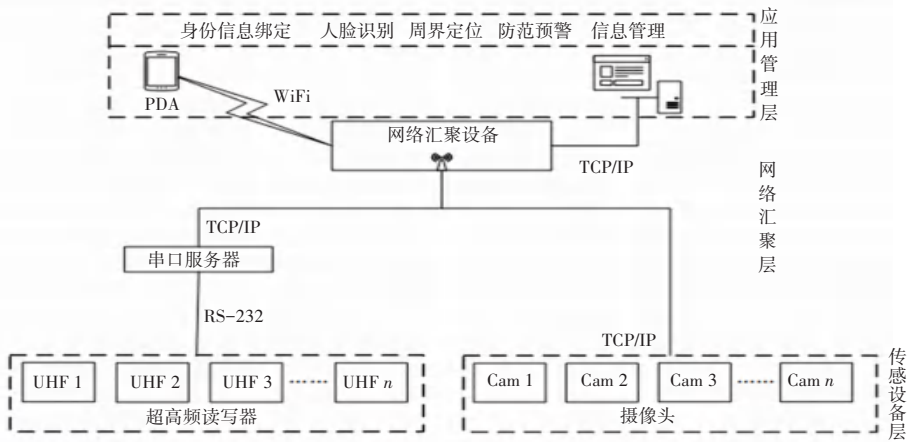 身份信息绑定 人脸识别 周界定位 防范预警 信息管理
应用管理层
PDA
WiFi
网络汇聚设备
TCP/IP
网络汇聚层
TCP/IP
串口服务器
RS-232
TCP/IP
UHF 1 UHF 2 UHF 3 ······ UHF n
超高频读写器
Cam 1 Cam 2 Cam 3 ······ Cam n
摄像头
传感设备层